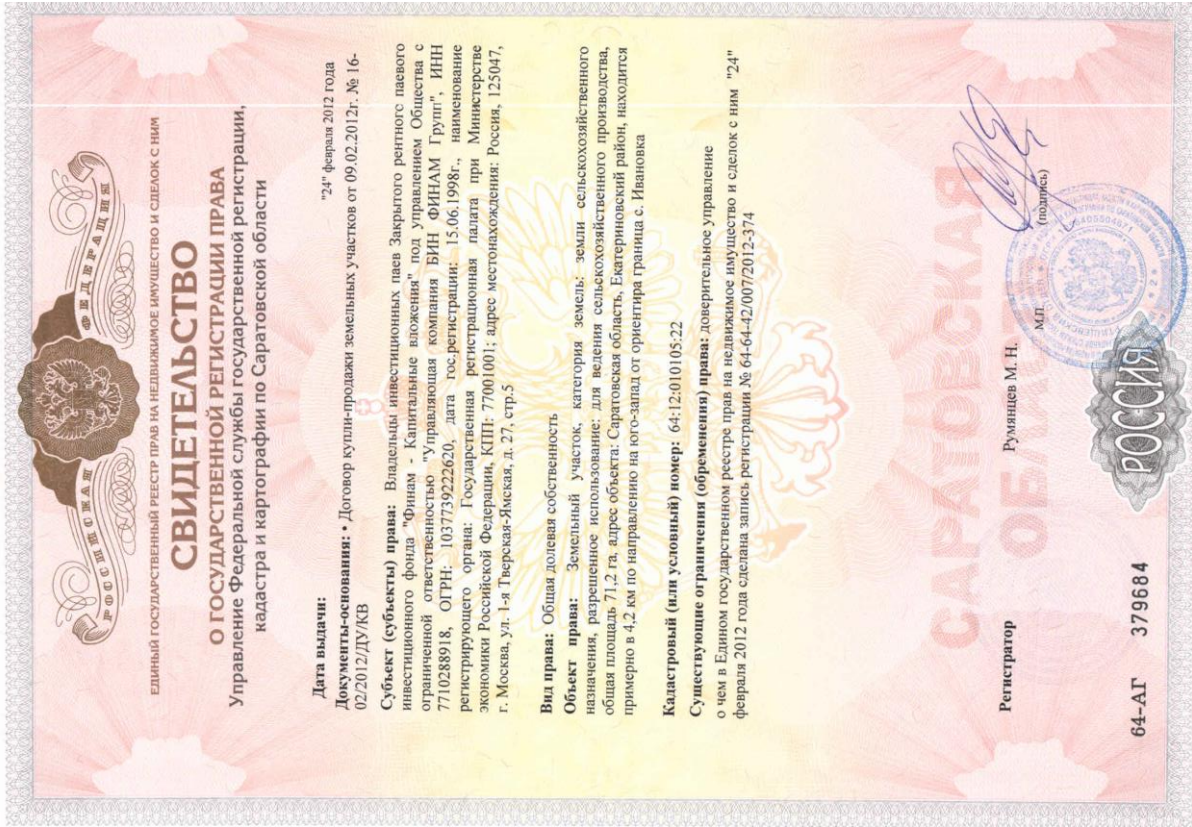 РОССИЙСКАЯ ФЕДЕРАЦИЯ
ЕДИНЫЙ ГОСУДАРСТВЕННЫЙ РЕЕСТР ПРАВ НА НЕДВИЖИМОЕ ИМУЩЕСТВО И СДЕЛОК С НИМ
СВИДЕТЕЛЬСТВО
О ГОСУДАРСТВЕННОЙ РЕГИСТРАЦИИ ПРАВА
Управление Федеральной службы государственной регистрации,
кадастра и картографии по Саратовской области
Дата выдачи: "24" февраля 2012 года
Документы-основания: • Договор купли-продажи земельных участков от 09.02.2012г. № 16-
02/2012/ДУ/КВ
Субъект (субъекты) права: Владельцы инвестиционных паев Закрытого рентного паевого
инвестиционного фонда "Финам - Капитальные вложения" под управлением Общества с
ограниченной ответственностью "Управляющая компания БИН ФИНАМ Групп", ИНН
7710288918, ОГРН: 1037739222620, дата гос.регистрации: 15.06.1998г., наименование
регистрирующего органа: Государственная регистрационная палата при Министерстве
экономики Российской Федерации, КПП: 770001001; адрес местонахождения: Россия, 125047,
г. Москва, ул. 1-я Тверская-Ямская, д. 27, стр.5
Вид права: Общая долевая собственность
Объект права: Земельный участок, категория земель: земли сельскохозяйственного
назначения, разрешенное использование: для ведения сельскохозяйственного производства,
общая площадь 71,2 га, адрес объекта: Саратовская область, Екатериновский район, находится
примерно в 4,2 км по направлению на юго-запад от ориентира граница с. Ивановка
Кадастровый (или условный) номер: 64:12:010105:22
Существующие ограничения (обременения) права: доверительное управление
о чем в Едином государственном реестре прав на недвижимое имущество и сделок с ним "24"
февраля 2012 года сделана запись регистрации № 64-64-42/007/2012-374
САРАТОВСКАЯ
ОБЛАСТЬ
Регистратор Румянцев М. Н.
М.П. (подпись)
64-АГ 379684
РОССИЯ